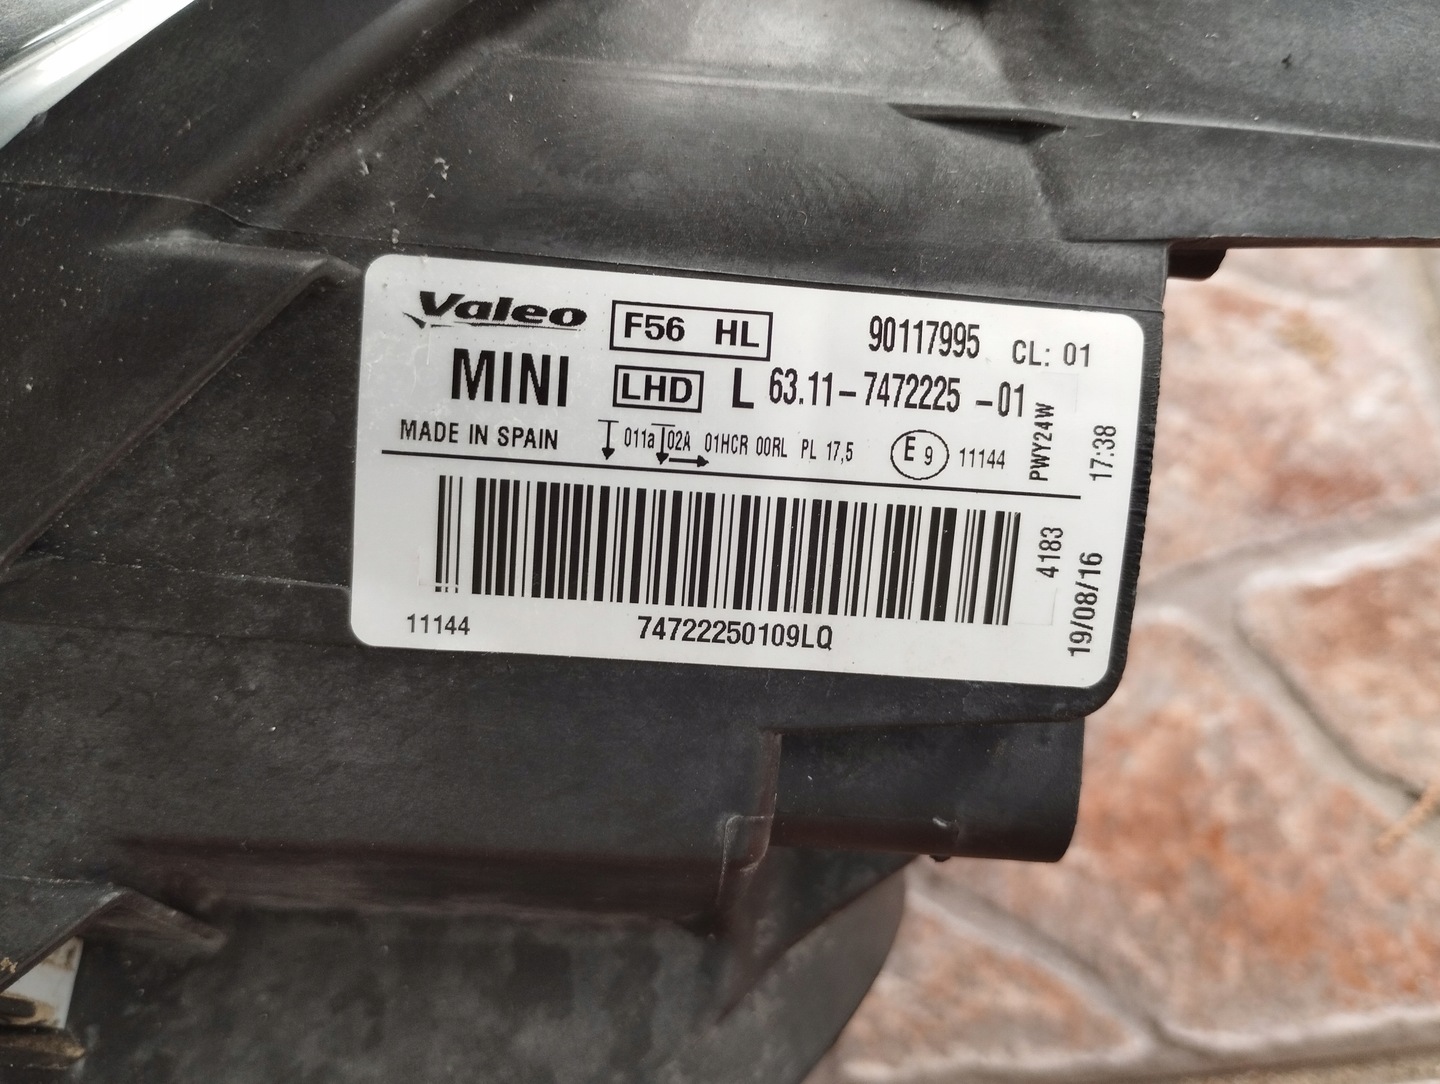 Valeo F56 HL 90117995 CL: 01
MINI LHD L 63.11-7472225 -01
MADE IN SPAIN 011a 02A 01HCR 00RL PL 17,5 E 9 11144
PWY24W
17:38
4183
19/08/16
11144 74722250109LQ